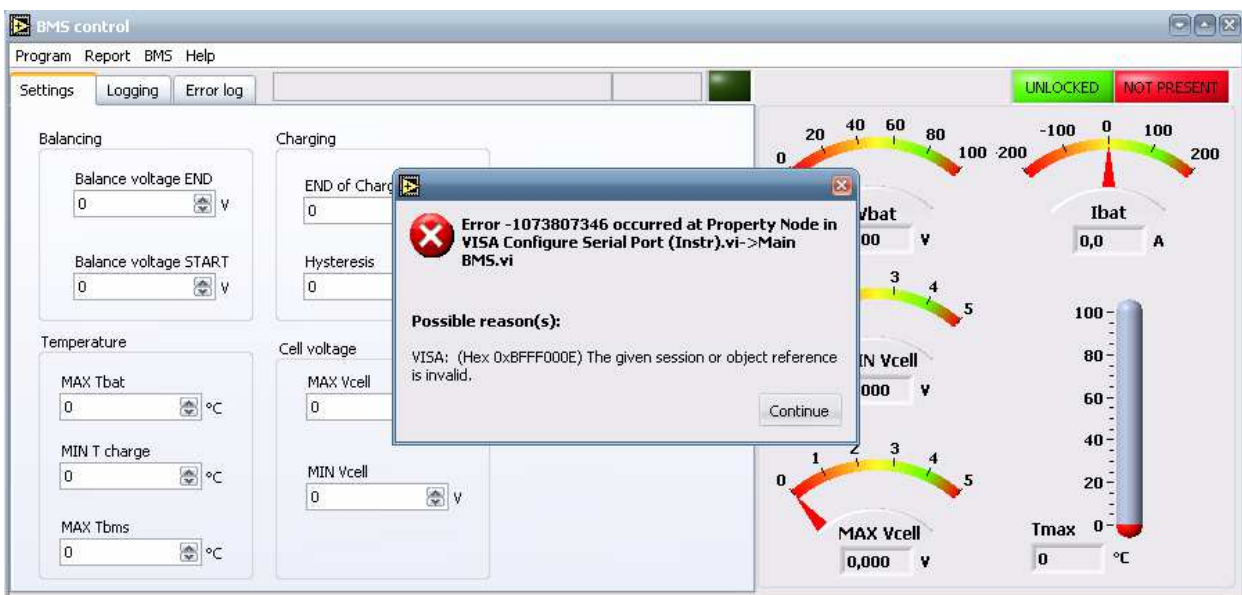 BMS control
Program Report BMS Help
Settings Logging Error log
UNLOCKED NOT PRESENT
Balancing
Balance voltage END
0 V
Balance voltage START
0 V
Charging
END of Charg
0
Hysteresis
0
Temperature
MAX Tbat
0 °C
MIN T charge
0 °C
MAX Tbms
0 °C
Cell voltage
MAX Vcell
0
MIN Vcell
0 V
Error -1073807346 occurred at Property Node in
VISA Configure Serial Port (Instr).vi->Main
BMS.vi
Possible reason(s):
VISA: (Hex 0xBFFF000E) The given session or object reference
is invalid.
Continue
0 20 40 60 80 100
Vbat
00 V
-200 -100 0 100 200
Ibat
0,0 A
3 4 5
IN Vcell
000 V
0 1 2 3 4 5
MAX Vcell
0,000 V
100
80
60
40
20
0
Tmax
0 °C